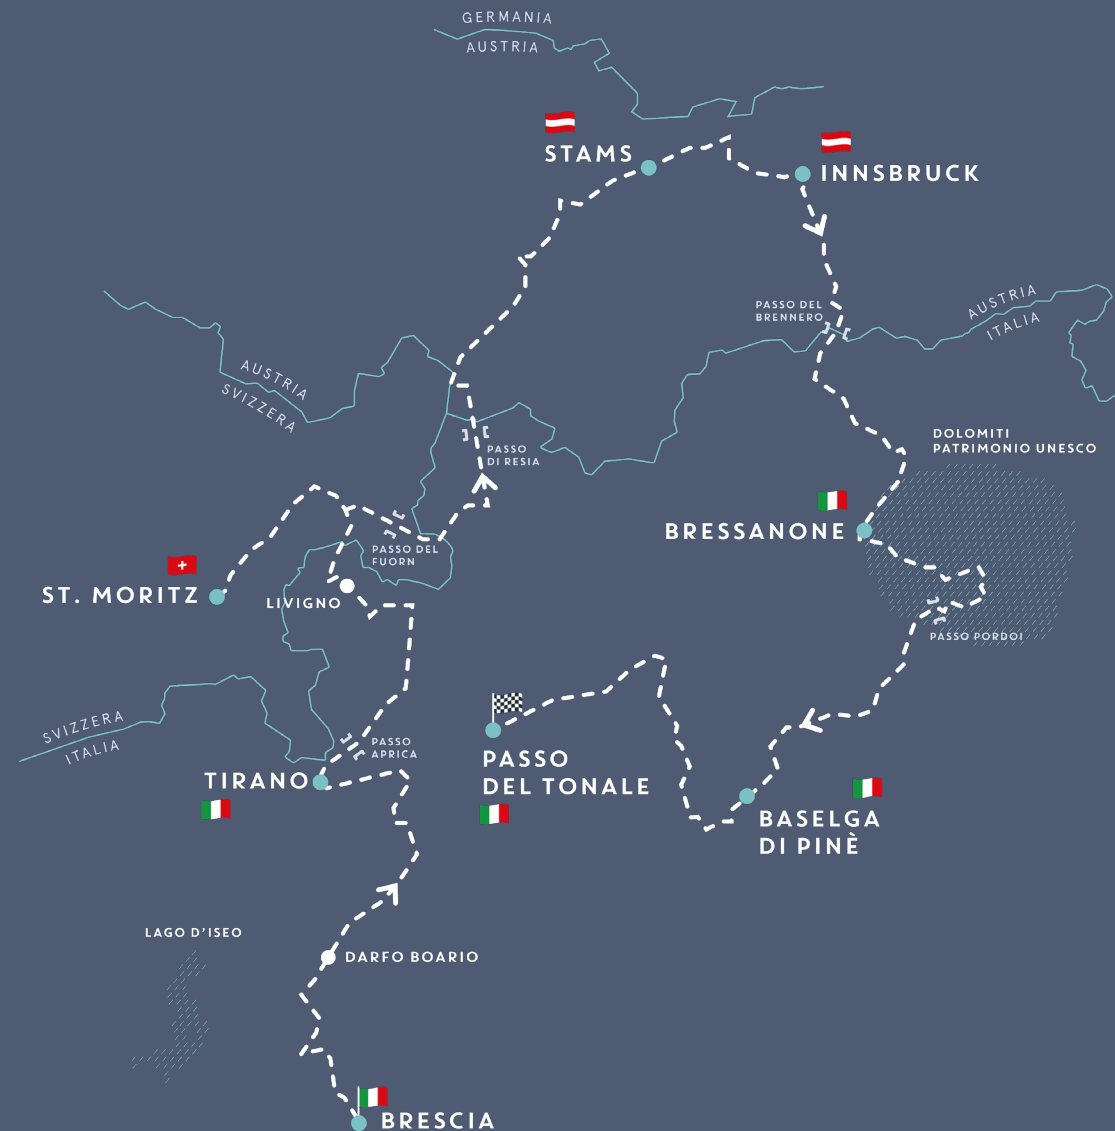 GERMANIA
AUSTRIA
STAMS
INNSBRUCK
PASSO DEL
BRENNERO
AUSTRIA
ITALIA
AUSTRIA
SVIZZERA
DOLOMITI
PATRIMONIO UNESCO
PASSO
DI RESIA
BRESSANONE
PASSO DEL
FUORN
ST. MORITZ
LIVIGNO
PASSO PORDOI
SVIZZERA
ITALIA
PASSO
APRICA
TIRANO
PASSO
DEL TONALE
BASELGA
DI PINÈ
LAGO D'ISEO
DARFO BOARIO
BRESCIA